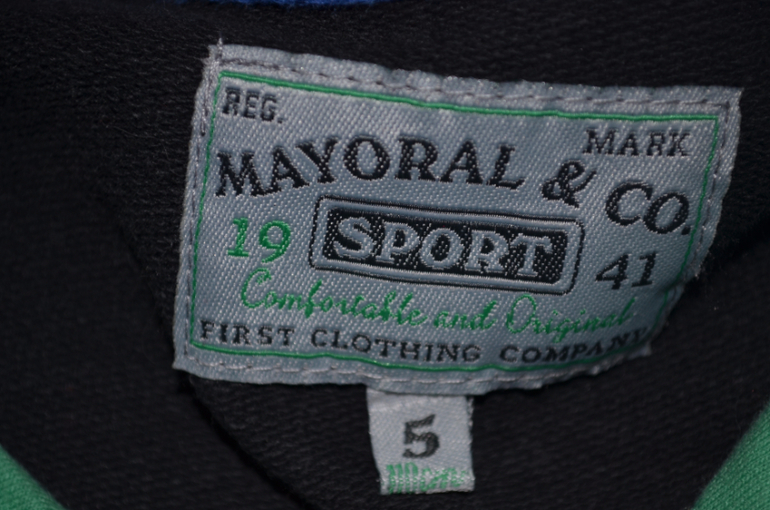 REG. MARK
MAYORAL & CO.
19 SPORT 41
Comfortable and Original
FIRST CLOTHING COMPANY
5